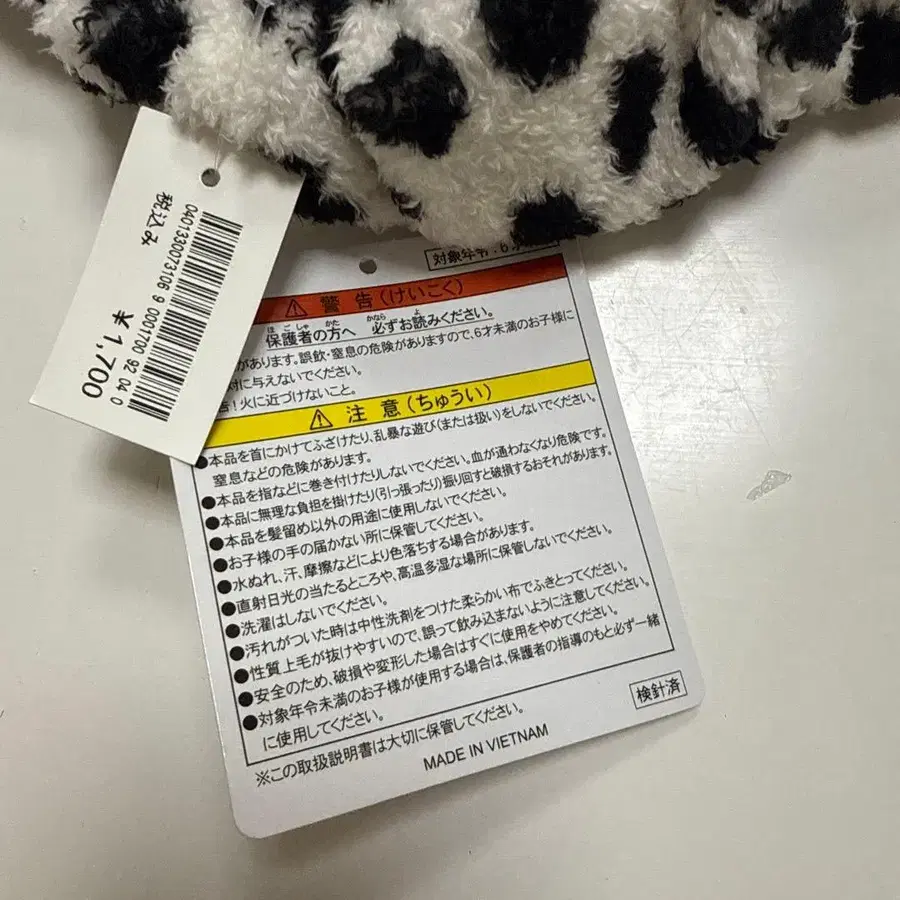 税込み
040133007310６ 9 0001700 92 04 0
￥1,700
対象年令:6
警告(けいこく)
ほごしゃ かた かなら よ
保護者の方へ 必ずお読みください。
があります。誤飲・窒息の危険がありますので、6才未満のお子様に
対に与えないでください。
！火に近づけないこと。
注意(ちゅうい)
●本品を首にかけてふざけたり、乱暴な遊び(または扱い)をしないでください。
窒息などの危険があります。
●本品を指などに巻き付けたりしないでください。血が通わなくなり危険です。
●本品に無理な負担を掛けたり(引っ張ったり)振り回すと破損するおそれがあります。
●本品を髪留め以外の用途に使用しないでください。
●お子様の手の届かない所に保管してください。
●水ぬれ、汗、摩擦などにより色落ちする場合があります。
●直射日光の当たるところや、高温多湿な場所に保管しないでください。
●洗濯はしないでください。
●汚れがついた時は中性洗剤をつけた柔らかい布でふきとってください。
●性質上毛が抜けやすいので、誤って飲み込まないように注意してください。
●安全のため、破損や変形した場合はすぐに使用をやめてください。
●対象年令未満のお子様が使用する場合は、保護者の指導のもと必ず一緒
に使用してください。
※この取扱説明書は大切に保管してください。
検針済
MADE IN VIETNAM